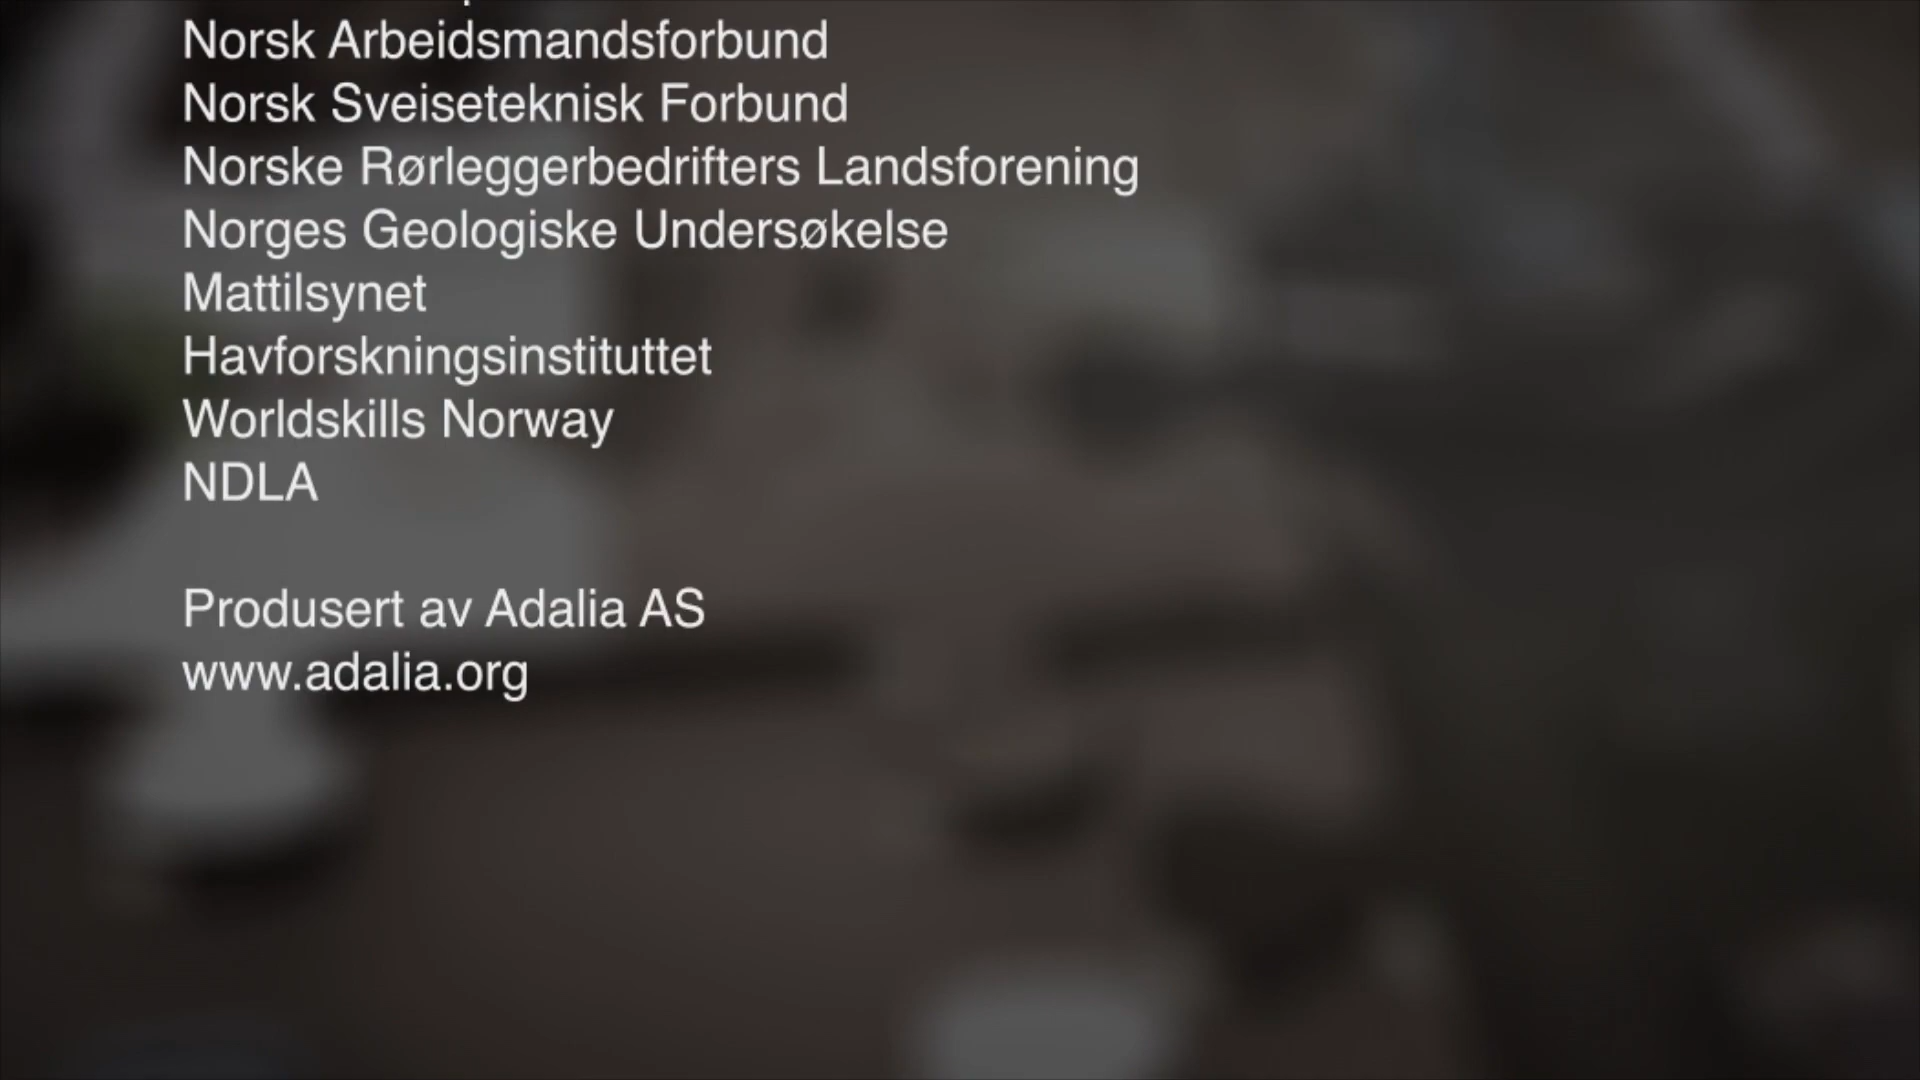 Norsk Arbeidsmandsforbund
Norsk Sveiseteknisk Forbund
Norske Rørleggerbedrifters Landsforening
Norges Geologiske Undersøkelse
Mattilsynet
Havforskningsinstituttet
Worldskills Norway
NDLA
Produsert av Adalia AS
www.adalia.org